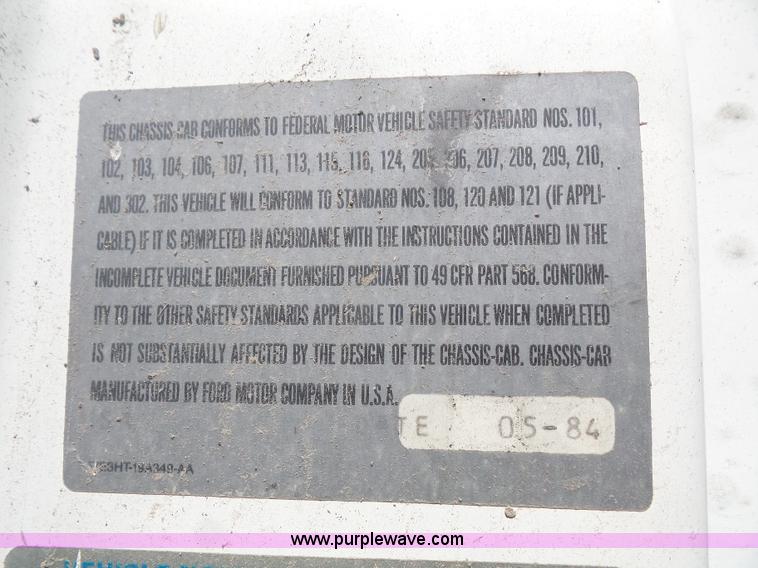 THIS CHASSIS-CAB CONFORMS TO FEDERAL MOTOR VEHICLE SAFETY STANDARD NOS. 101,
102, 103, 104, 106, 107, 111, 113, 115, 116, 124, 205, 206, 207, 208, 209, 210,
AND 302. THIS VEHICLE WILL CONFORM TO STANDARD NOS. 108, 120 AND 121 (IF APPLI-
CABLE) IF IT IS COMPLETED IN ACCORDANCE WITH THE INSTRUCTIONS CONTAINED IN THE
INCOMPLETE VEHICLE DOCUMENT FURNISHED PURSUANT TO 49 CFR PART 568. CONFORM-
ITY TO THE OTHER SAFETY STANDARDS APPLICABLE TO THIS VEHICLE WHEN COMPLETED
IS NOT SUBSTANTIALLY AFFECTED BY THE DESIGN OF THE CHASSIS-CAB. CHASSIS-CAB
MANUFACTURED BY FORD MOTOR COMPANY IN U.S.A.
TE 05-84
www.purplewave.com
VEHICLE